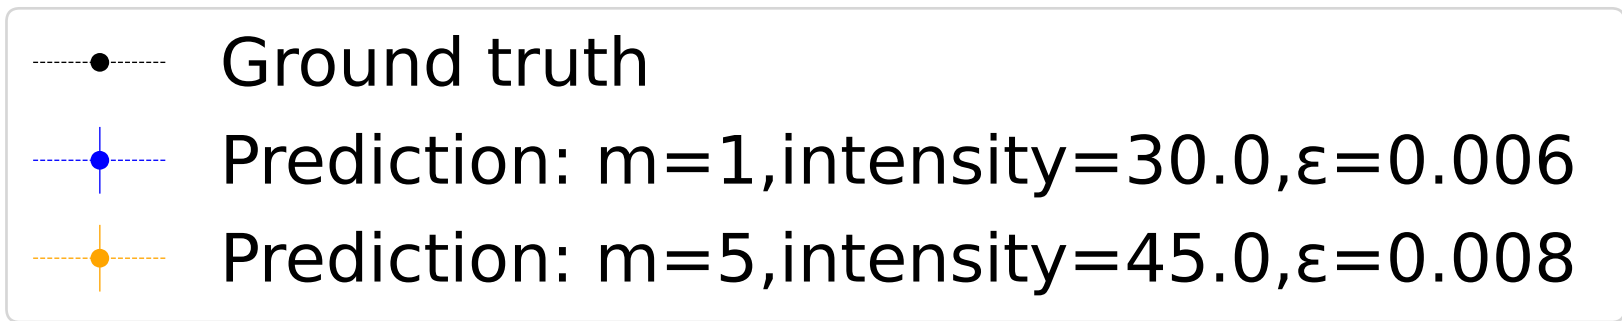 Ground truth
Prediction: m=1,intensity=30.0,ε=0.006
Prediction: m=5,intensity=45.0,ε=0.008